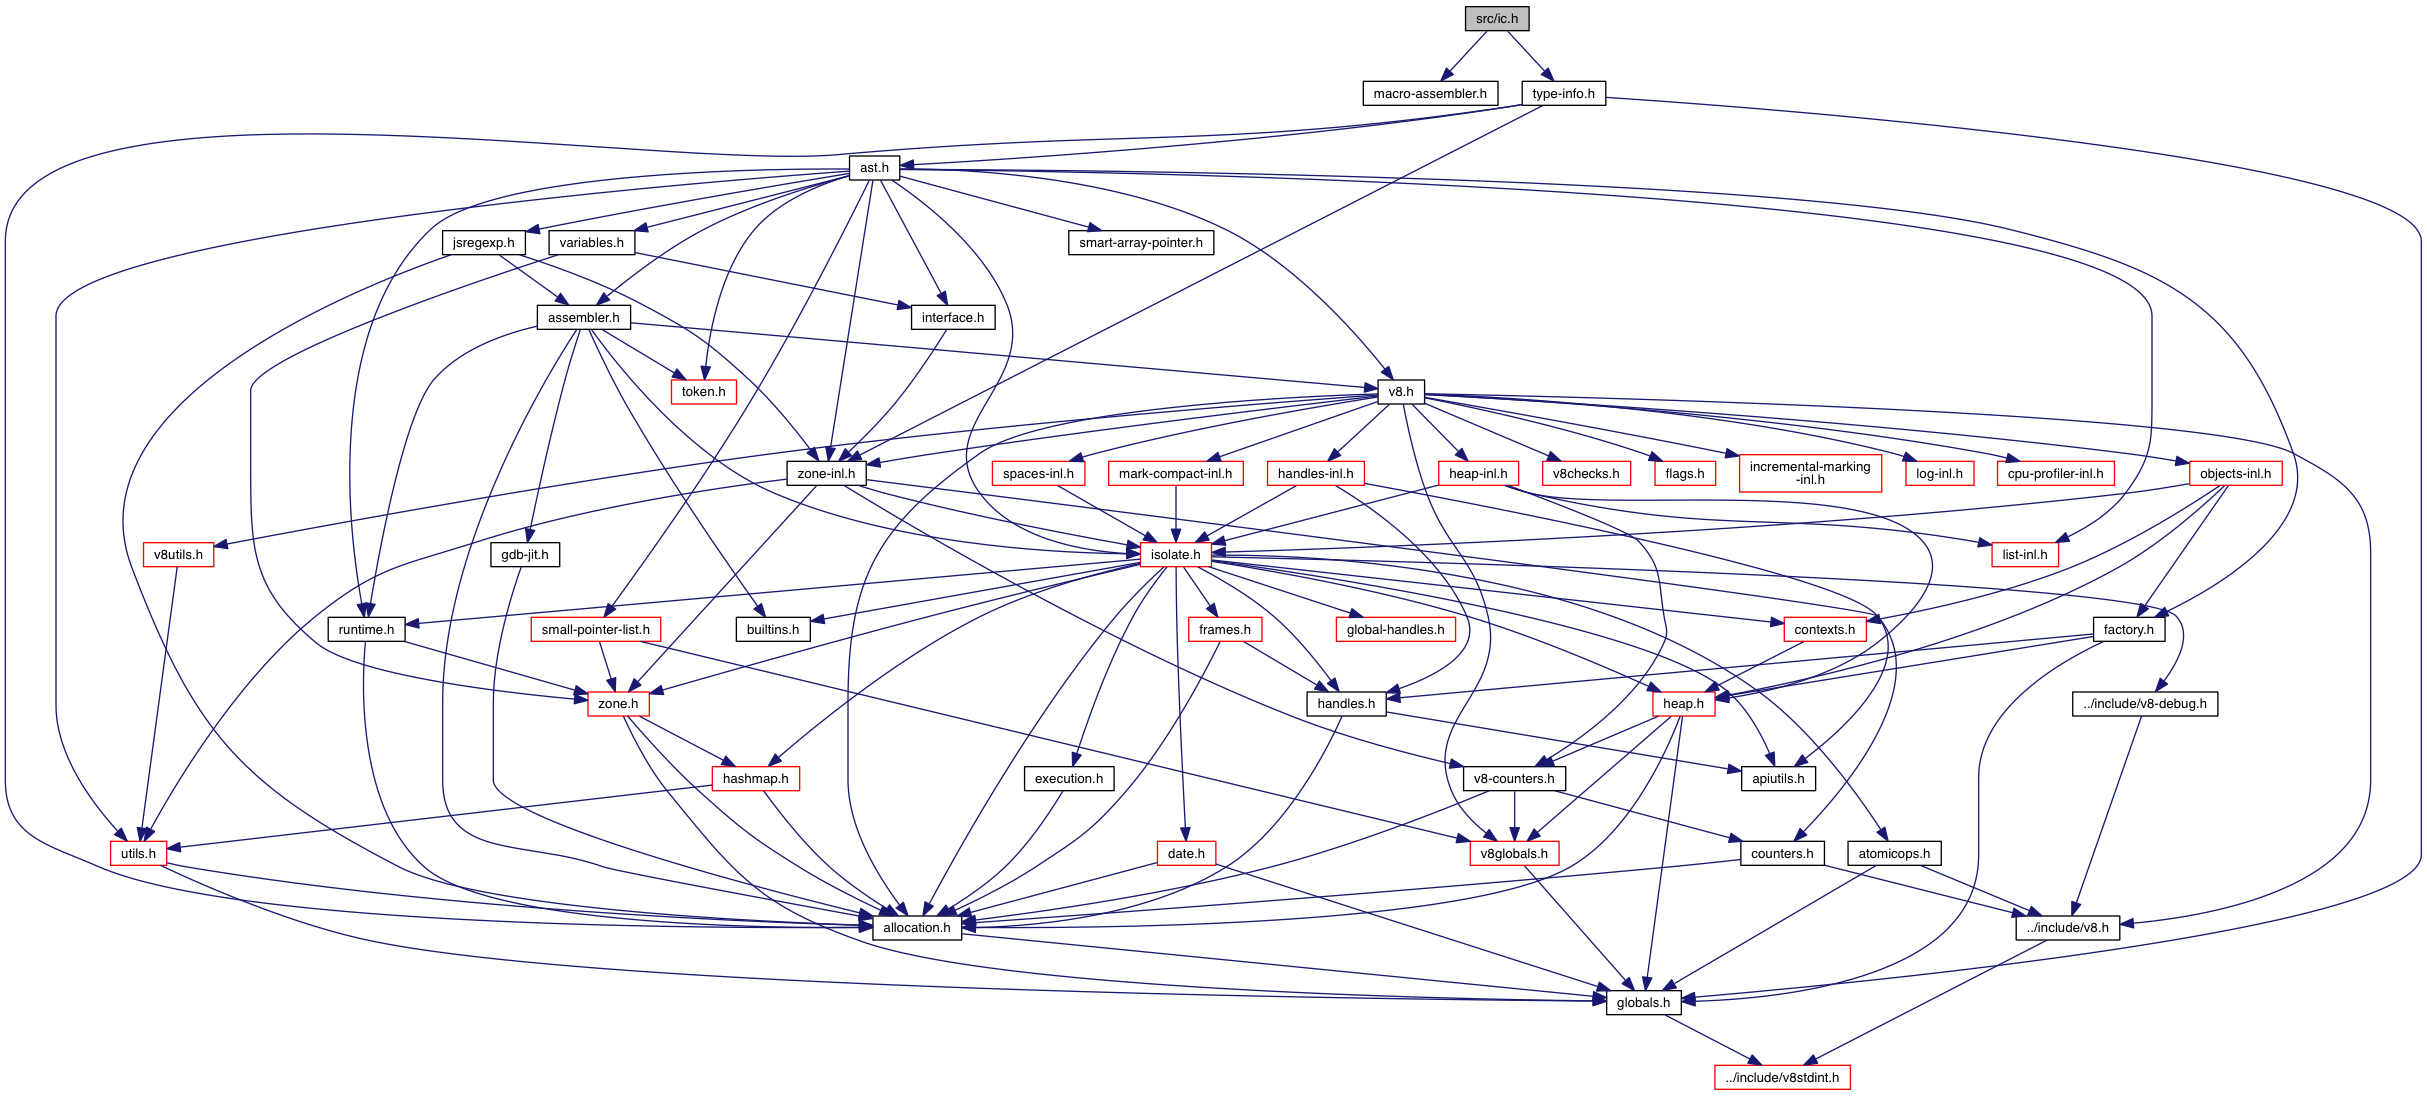 src/ic.h
macro-assembler.h
type-info.h
ast.h
jsregexp.h
variables.h
smart-array-pointer.h
assembler.h
interface.h
token.h
v8.h
zone-inl.h
spaces-inl.h
mark-compact-inl.h
handles-inl.h
heap-inl.h
v8checks.h
flags.h
incremental-marking
-inl.h
log-inl.h
cpu-profiler-inl.h
objects-inl.h
v8utils.h
gdb-jit.h
isolate.h
list-inl.h
runtime.h
small-pointer-list.h
builtins.h
frames.h
global-handles.h
contexts.h
factory.h
zone.h
handles.h
heap.h
../include/v8-debug.h
hashmap.h
execution.h
v8-counters.h
apiutils.h
utils.h
date.h
v8globals.h
counters.h
atomicops.h
allocation.h
../include/v8.h
globals.h
../include/v8stdint.h